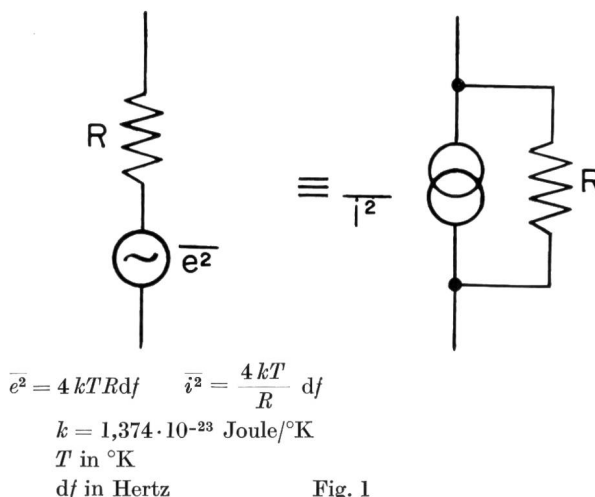 R
e²
≡
i²
R
e² = 4 kTRdf    i² = 4 kT / R df
k = 1,374·10-23 Joule/°K
T in °K
df in Hertz    Fig. 1